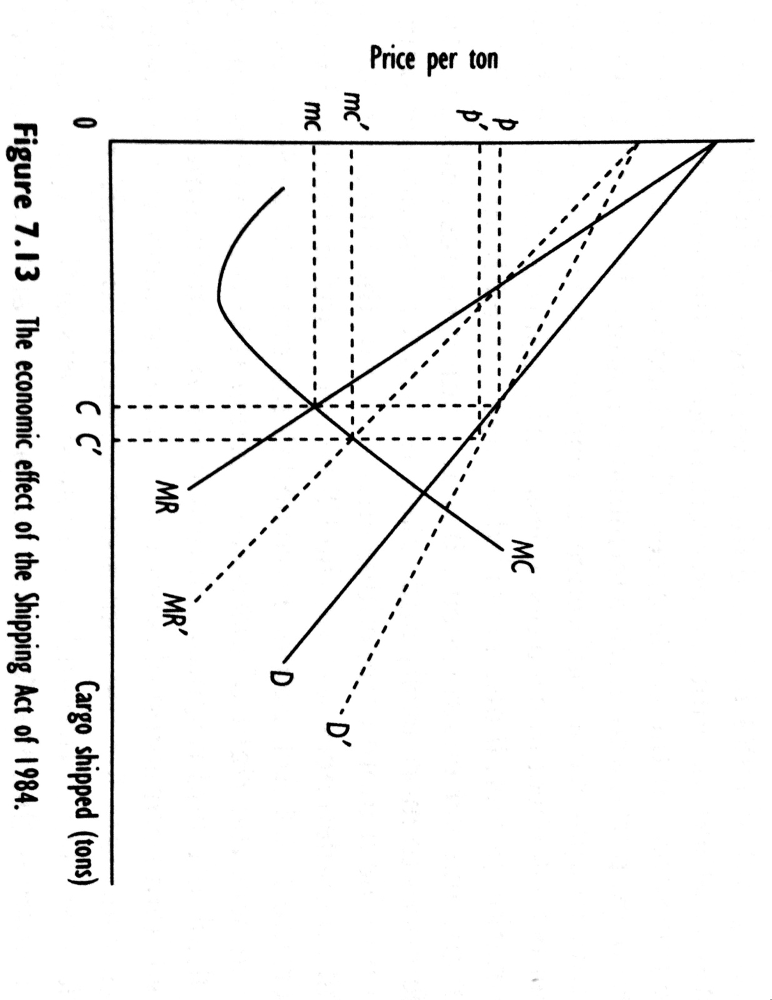 Price per ton
p
p′
mc′
mc
0
C
C′
MR
MR′
MC
D
D′
Cargo shipped (tons)
Figure 7.13 The economic effect of the Shipping Act of 1984.